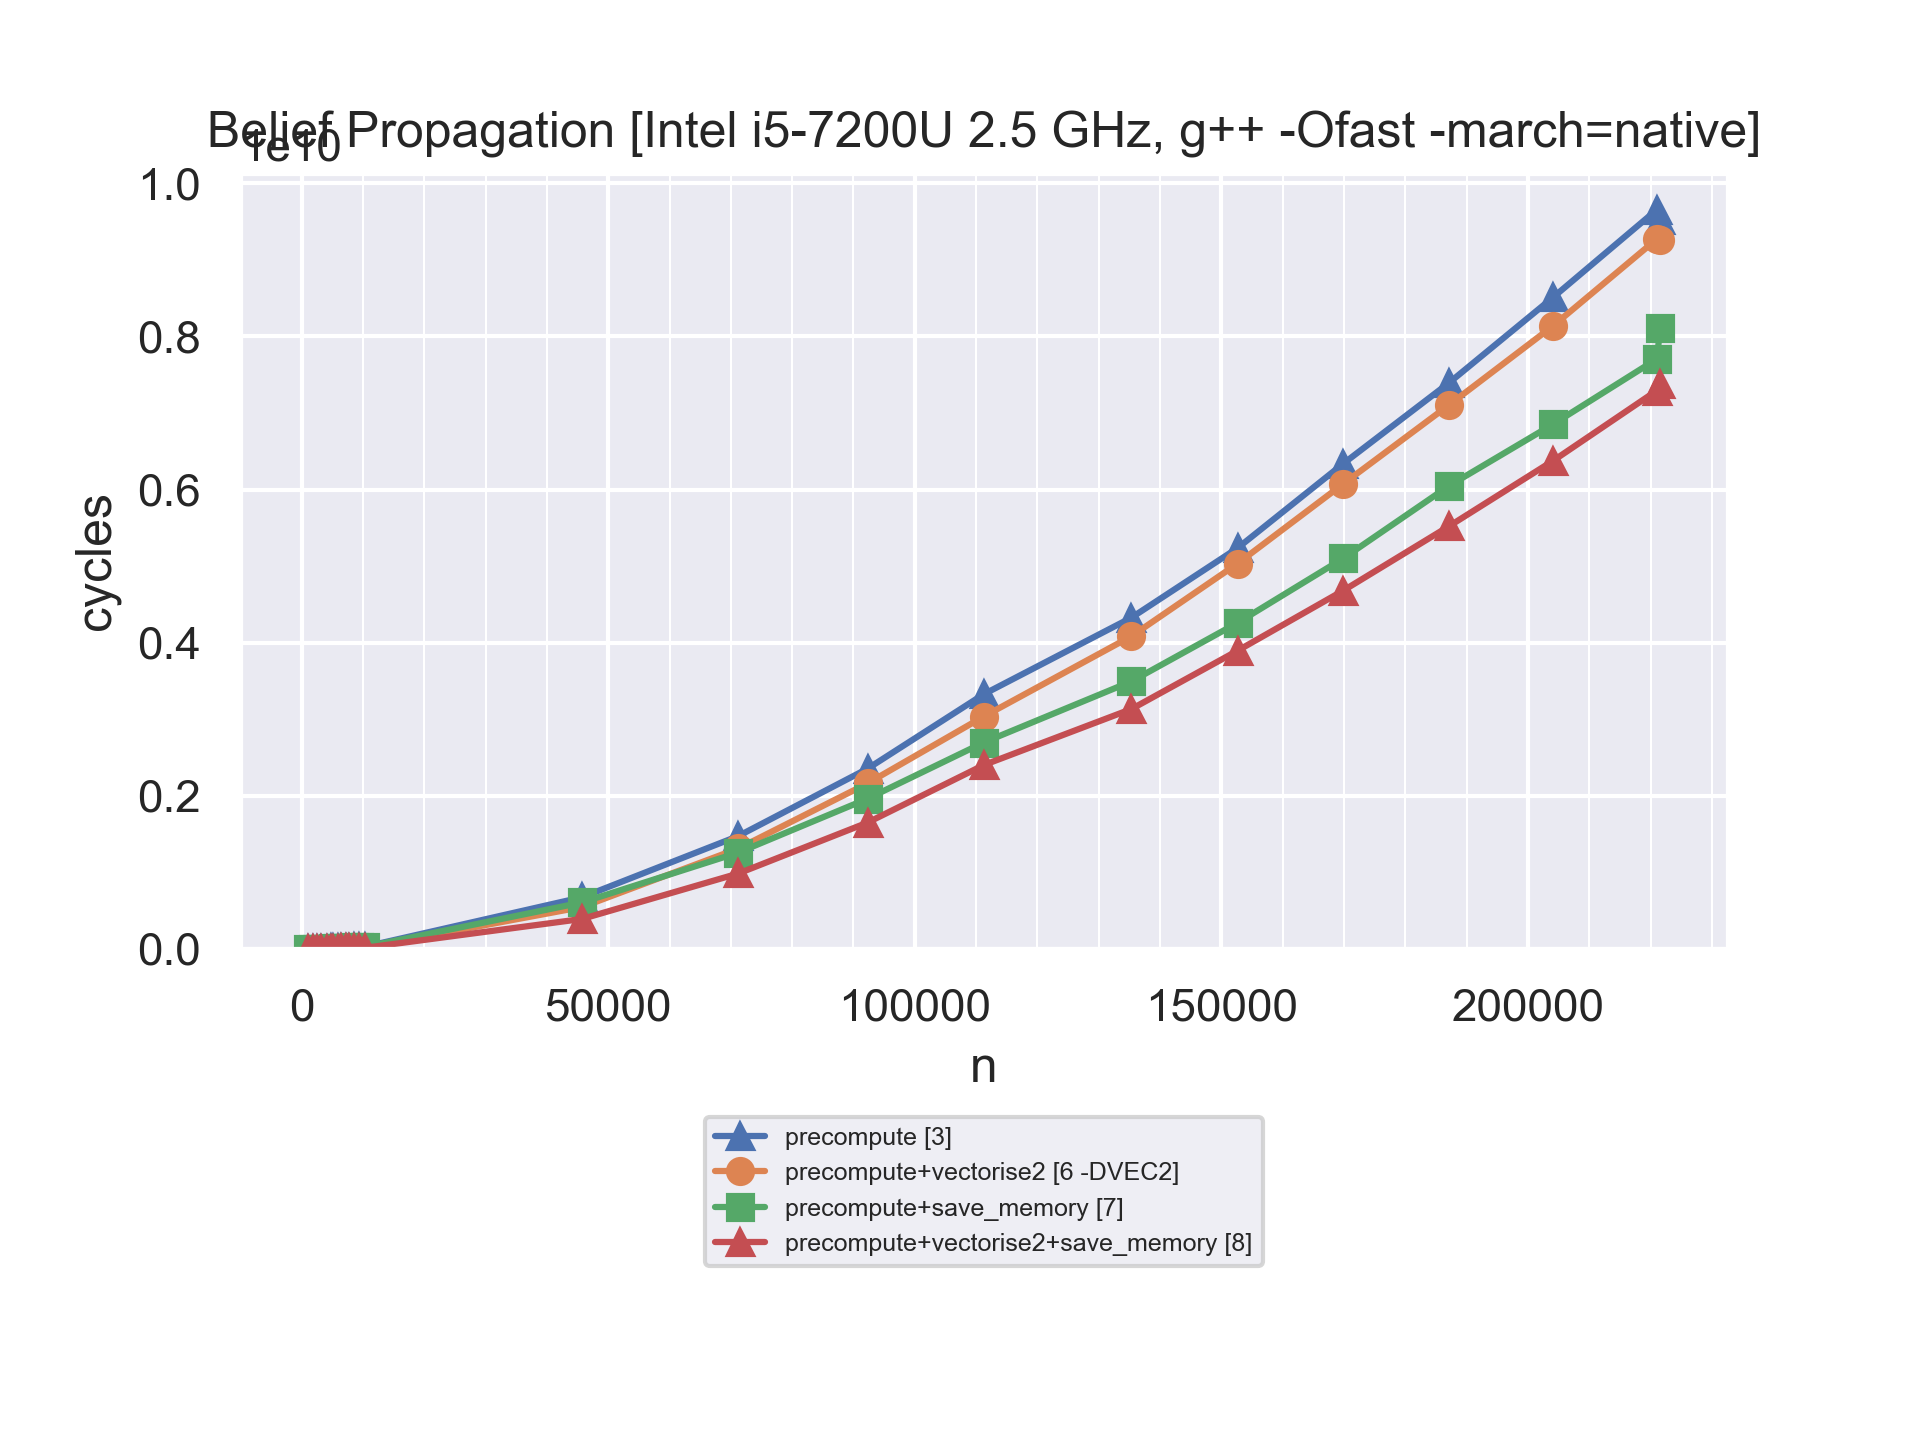 Belief Propagation [Intel i5-7200U 2.5 GHz, g++ -Ofast -march=native]
1e10
1.0
0.8
0.6
0.4
0.2
0.0
cycles
0 50000 100000 150000 200000
n
precompute [3]
precompute+vectorise2 [6 -DVEC2]
precompute+save_memory [7]
precompute+vectorise2+save_memory [8]